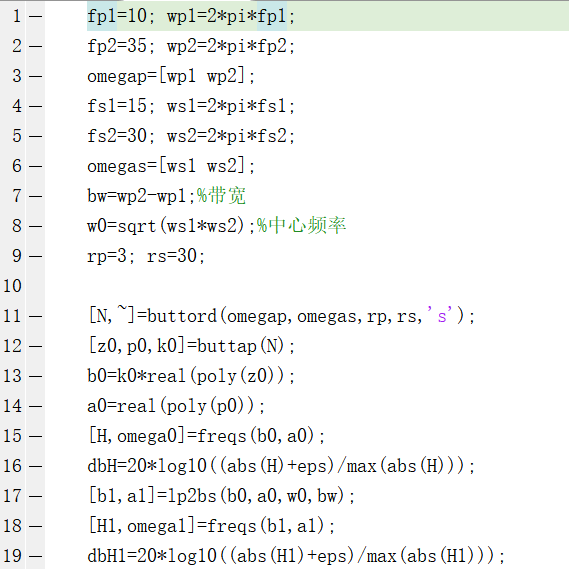 1 — fp1=10; wp1=2*pi*fp1;
2 — fp2=35; wp2=2*pi*fp2;
3 — omegap=[wp1 wp2];
4 — fs1=15; ws1=2*pi*fs1;
5 — fs2=30; ws2=2*pi*fs2;
6 — omegas=[ws1 ws2];
7 — bw=wp2-wp1;%带宽
8 — w0=sqrt(ws1*ws2);%中心频率
9 — rp=3; rs=30;
10
11 — [N,~]=buttord(omegap,omegas,rp,rs,'s');
12 — [z0,p0,k0]=buttap(N);
13 — b0=k0*real(poly(z0));
14 — a0=real(poly(p0));
15 — [H,omega0]=freqs(b0,a0);
16 — dbH=20*log10((abs(H)+eps)/max(abs(H)));
17 — [b1,a1]=lp2bs(b0,a0,w0,bw);
18 — [H1,omega1]=freqs(b1,a1);
19 — dbH1=20*log10((abs(H1)+eps)/max(abs(H1)));